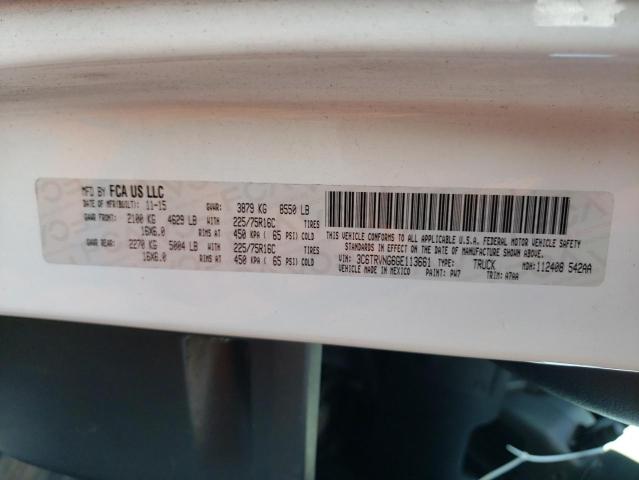 MFD BY FCA US LLC
DATE OF MFR(BUILT): 11-15 GVWR: 3879 KG 8550 LB
GAWR FRONT: 2100 KG 4629 LB WITH 225/75R16C TIRES
16X6.0 RIMS AT 450 KPA ( 65 PSI) COLD
GAWR REAR: 2270 KG 5004 LB WITH 225/75R16C TIRES
16X6.0 RIMS AT 450 KPA ( 65 PSI) COLD
THIS VEHICLE CONFORMS TO ALL APPLICABLE U.S.A. FEDERAL MOTOR VEHICLE SAFETY
STANDARDS IN EFFECT ON THE DATE OF MANUFACTURE SHOWN ABOVE.
VIN: 3C6TRVNG6GE113661 TYPE: TRUCK MDH: 112408 542AA
MADE IN MEXICO PAINT: PW7 TRIM: A7AA